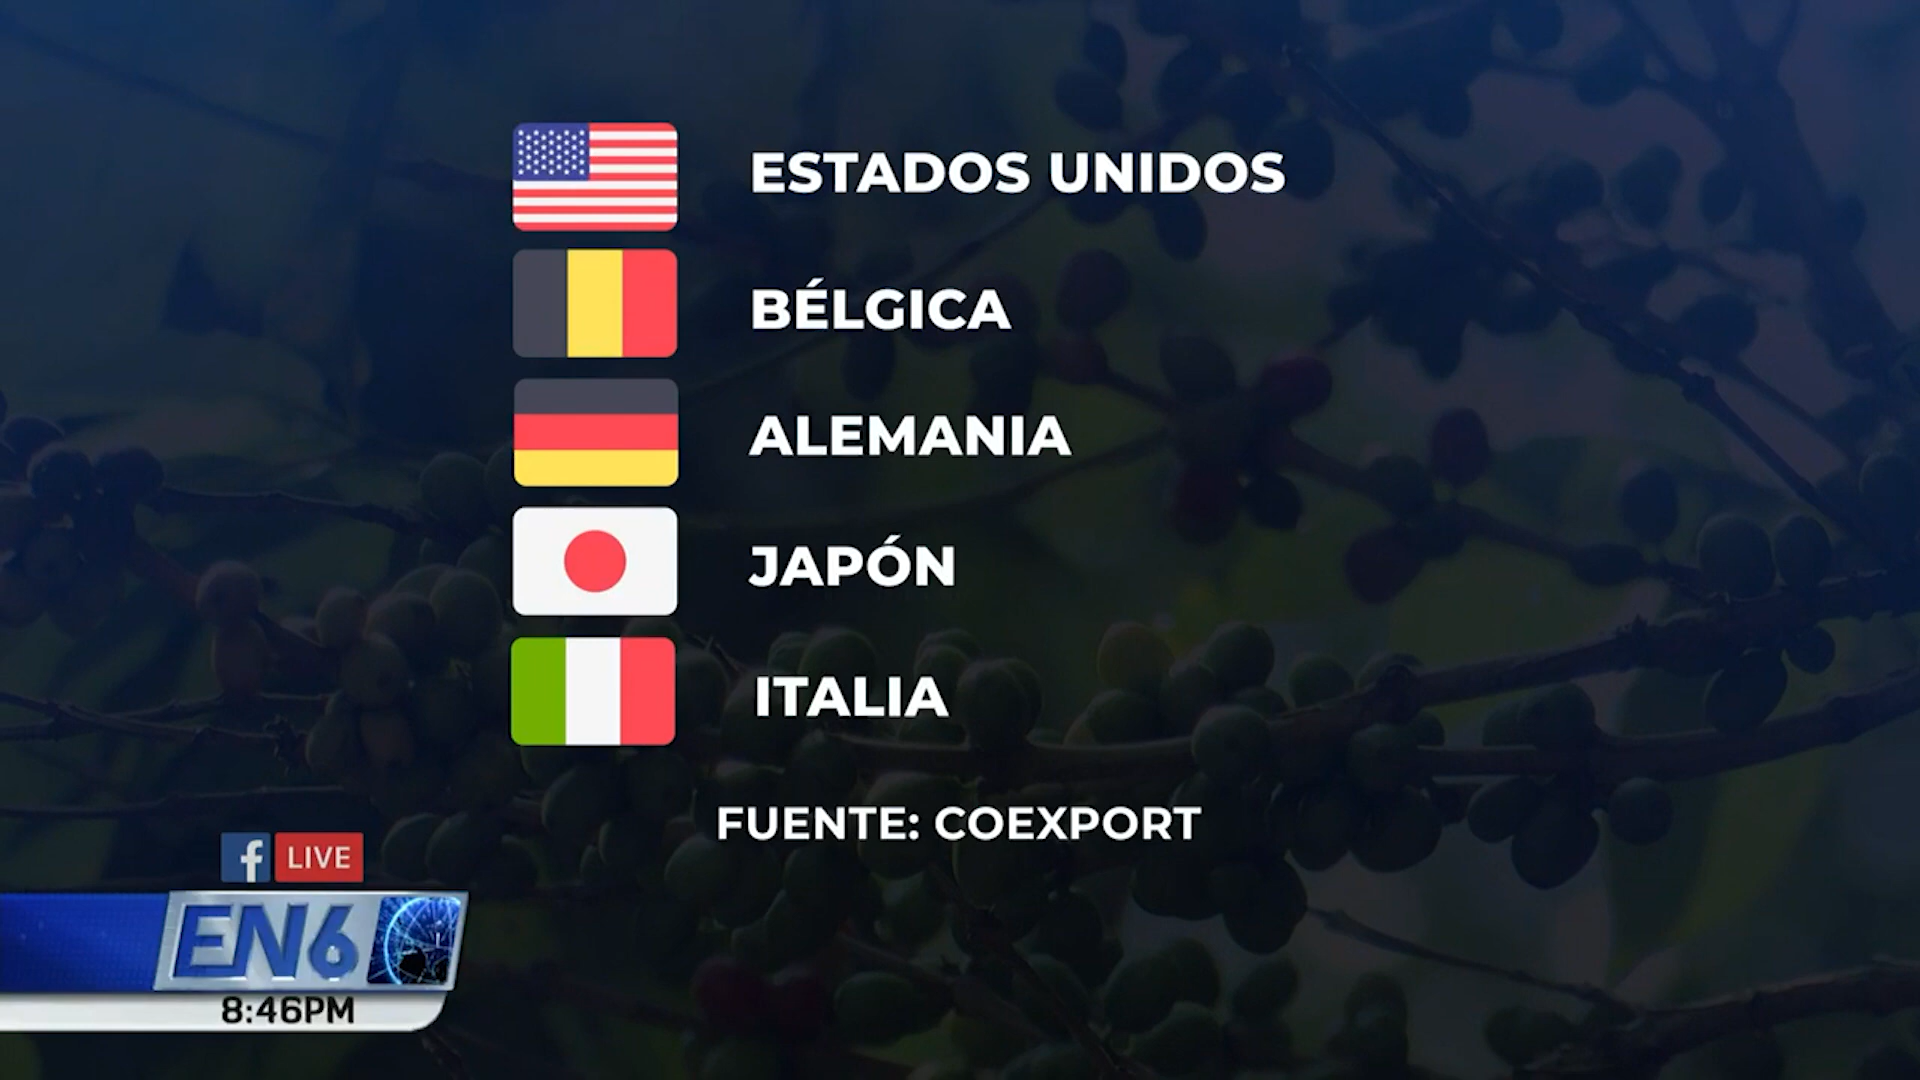 ESTADOS UNIDOS
BÉLGICA
ALEMANIA
JAPÓN
ITALIA
FUENTE: COEXPORT
f LIVE
EN6
8:46PM